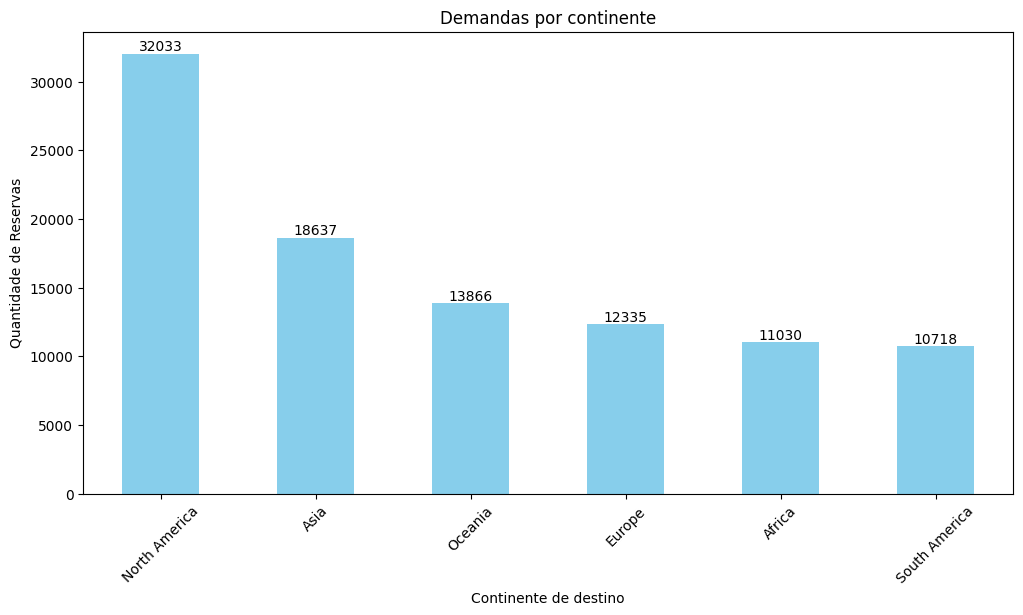 Demandas por continente
Quantidade de Reservas
30000
25000
20000
15000
10000
5000
0
32033
18637
13866
12335
11030
10718
North America
Asia
Oceania
Europe
Africa
South America
Continente de destino